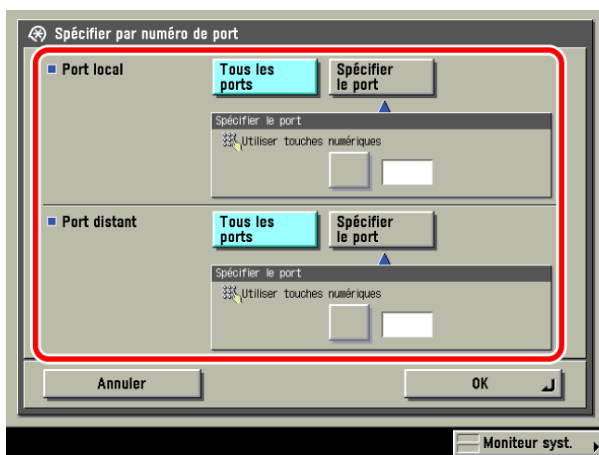 Spécifier par numéro de port
Port local
Tous les
ports
Spécifier
le port
Spécifier le port
Utiliser touches numériques
Port distant
Tous les
ports
Spécifier
le port
Spécifier le port
Utiliser touches numériques
Annuler
OK
Moniteur syst.